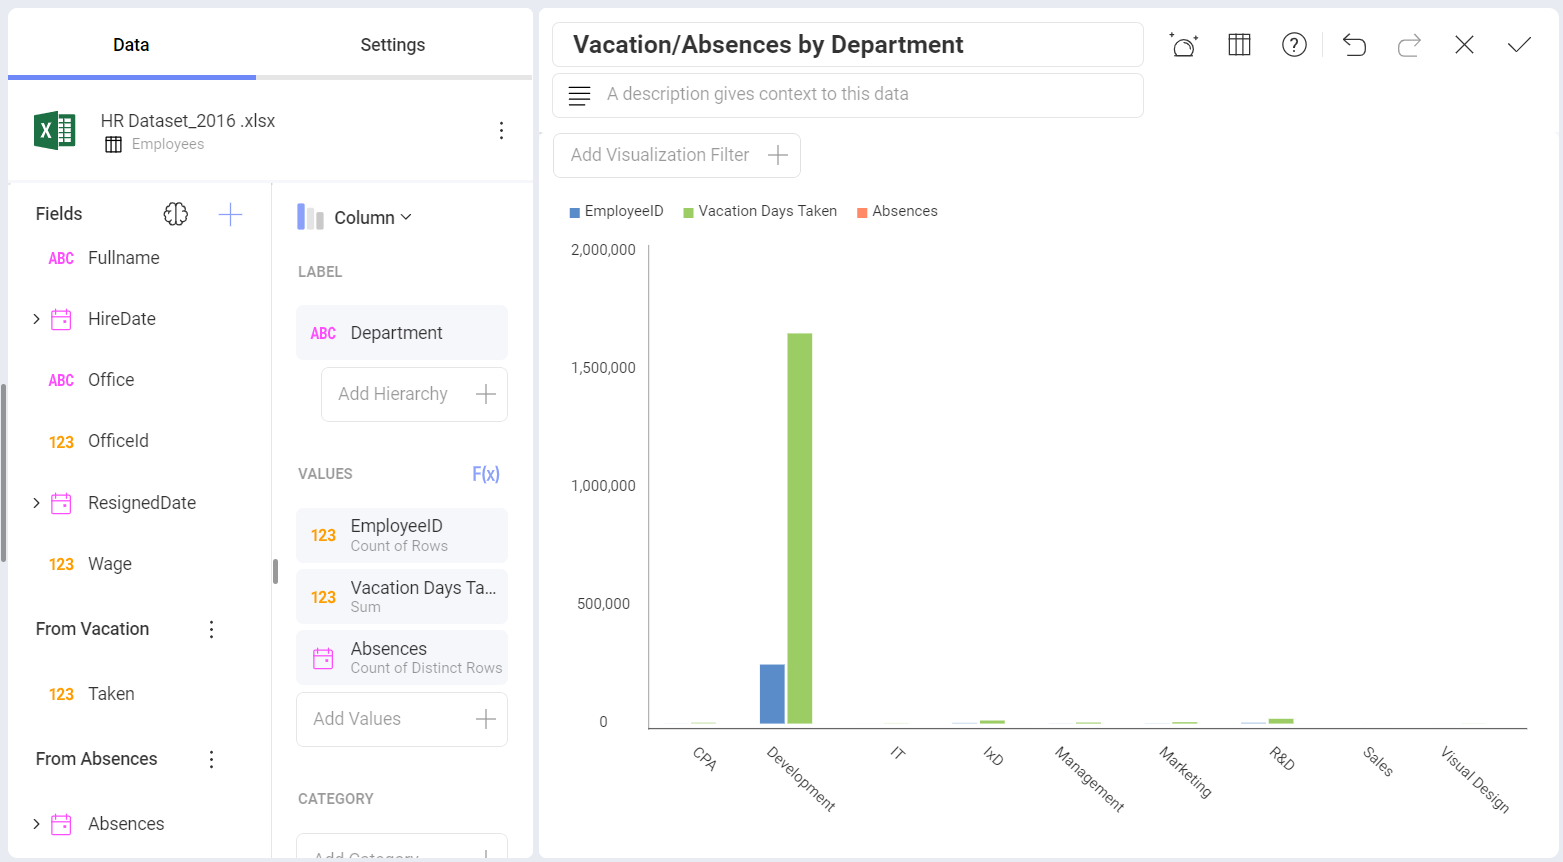 Data
Settings
HR Dataset_2016 .xlsx
Employees
Fields
ABC Fullname
HireDate
ABC Office
123 OfficeId
ResignedDate
123 Wage
From Vacation
123 Taken
From Absences
Absences
Column
LABEL
ABC Department
Add Hierarchy
VALUES F(x)
123 EmployeeID
Count of Rows
123 Vacation Days Ta...
Sum
Absences
Count of Distinct Rows
Add Values
CATEGORY
Add Category
Vacation/Absences by Department
A description gives context to this data
Add Visualization Filter
EmployeeID Vacation Days Taken Absences
2,000,000
1,500,000
1,000,000
500,000
0
CPA
Development
IT
IxD
Management
Marketing
R&D
Sales
Visual Design